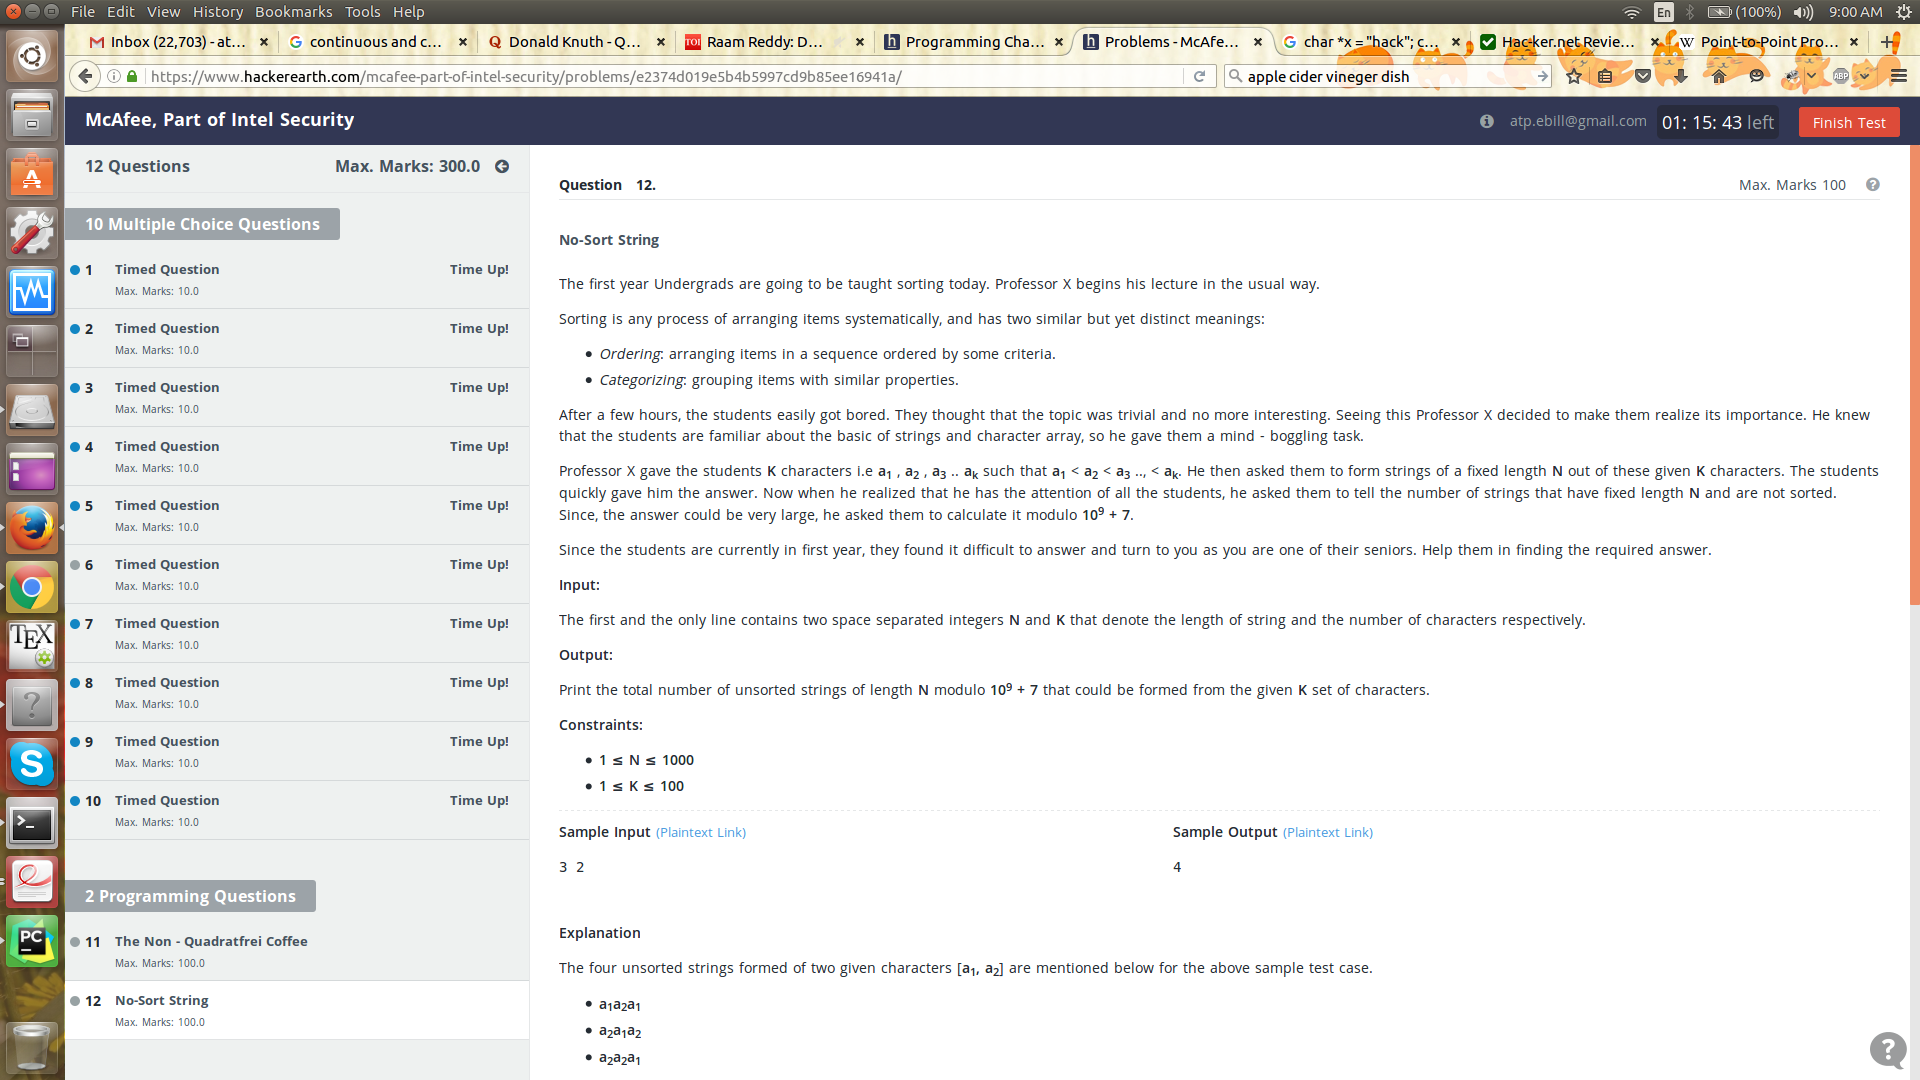 File Edit View History Bookmarks Tools Help
En (100%) 9:00 AM
Inbox (22,703) - at... × continuous and c... × Donald Knuth - Q... × TOI Raam Reddy: D... × Programming Cha... × Problems - McAfe... × char *x = "hack"; c... × Hacker.net Revie... × Point-to-Point Pro... ×
https://www.hackerearth.com/mcafee-part-of-intel-security/problems/e2374d019e5b4b5997cd9b85ee16941a/ apple cider vineger dish ABP
McAfee, Part of Intel Security
atp.ebill@gmail.com 01: 15: 43 left Finish Test
12 Questions Max. Marks: 300.0
10 Multiple Choice Questions
1 Timed Question Time Up!
Max. Marks: 10.0
2 Timed Question Time Up!
Max. Marks: 10.0
3 Timed Question Time Up!
Max. Marks: 10.0
4 Timed Question Time Up!
Max. Marks: 10.0
5 Timed Question Time Up!
Max. Marks: 10.0
6 Timed Question Time Up!
Max. Marks: 10.0
7 Timed Question Time Up!
Max. Marks: 10.0
8 Timed Question Time Up!
Max. Marks: 10.0
9 Timed Question Time Up!
Max. Marks: 10.0
10 Timed Question Time Up!
Max. Marks: 10.0
2 Programming Questions
11 The Non - Quadratfrei Coffee
Max. Marks: 100.0
12 No-Sort String
Max. Marks: 100.0
Question 12. Max. Marks 100
No-Sort String
The first year Undergrads are going to be taught sorting today. Professor X begins his lecture in the usual way.
Sorting is any process of arranging items systematically, and has two similar but yet distinct meanings:
• Ordering: arranging items in a sequence ordered by some criteria.
• Categorizing: grouping items with similar properties.
After a few hours, the students easily got bored. They thought that the topic was trivial and no more interesting. Seeing this Professor X decided to make them realize its importance. He knew
that the students are familiar about the basic of strings and character array, so he gave them a mind - boggling task.
Professor X gave the students K characters i.e a₁ , a₂ , a₃ .. aₖ such that a₁ < a₂ < a₃ .., < aₖ. He then asked them to form strings of a fixed length N out of these given K characters. The students
quickly gave him the answer. Now when he realized that he has the attention of all the students, he asked them to tell the number of strings that have fixed length N and are not sorted.
Since, the answer could be very large, he asked them to calculate it modulo 10⁹ + 7.
Since the students are currently in first year, they found it difficult to answer and turn to you as you are one of their seniors. Help them in finding the required answer.
Input:
The first and the only line contains two space separated integers N and K that denote the length of string and the number of characters respectively.
Output:
Print the total number of unsorted strings of length N modulo 10⁹ + 7 that could be formed from the given K set of characters.
Constraints:
• 1 ≤ N ≤ 1000
• 1 ≤ K ≤ 100
Sample Input (Plaintext Link) Sample Output (Plaintext Link)
3 2 4
Explanation
The four unsorted strings formed of two given characters [a₁, a₂] are mentioned below for the above sample test case.
• a₁a₂a₁
• a₂a₁a₂
• a₂a₂a₁
TEX
PC